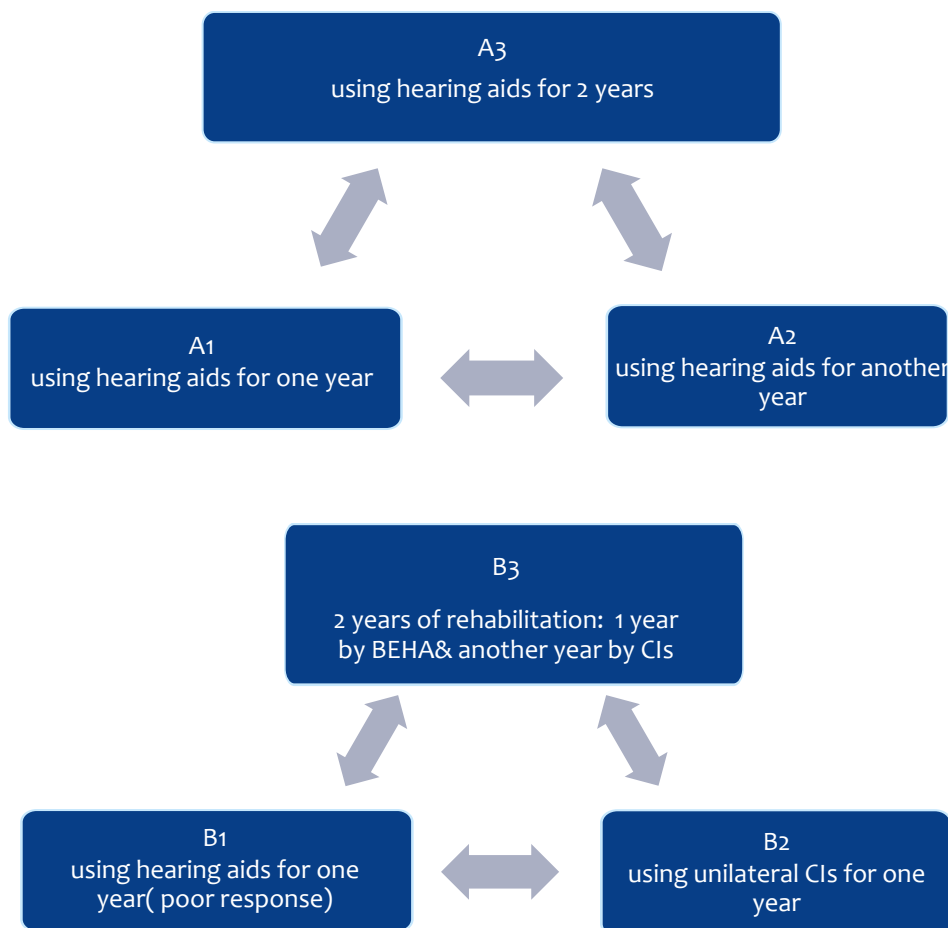 A3
using hearing aids for 2 years
A1
using hearing aids for one year
A2
using hearing aids for another
year
B3
2 years of rehabilitation:  1 year
by BEHA& another year by CIs
B1
using hearing aids for one
year( poor response)
B2
using unilateral CIs for one
year